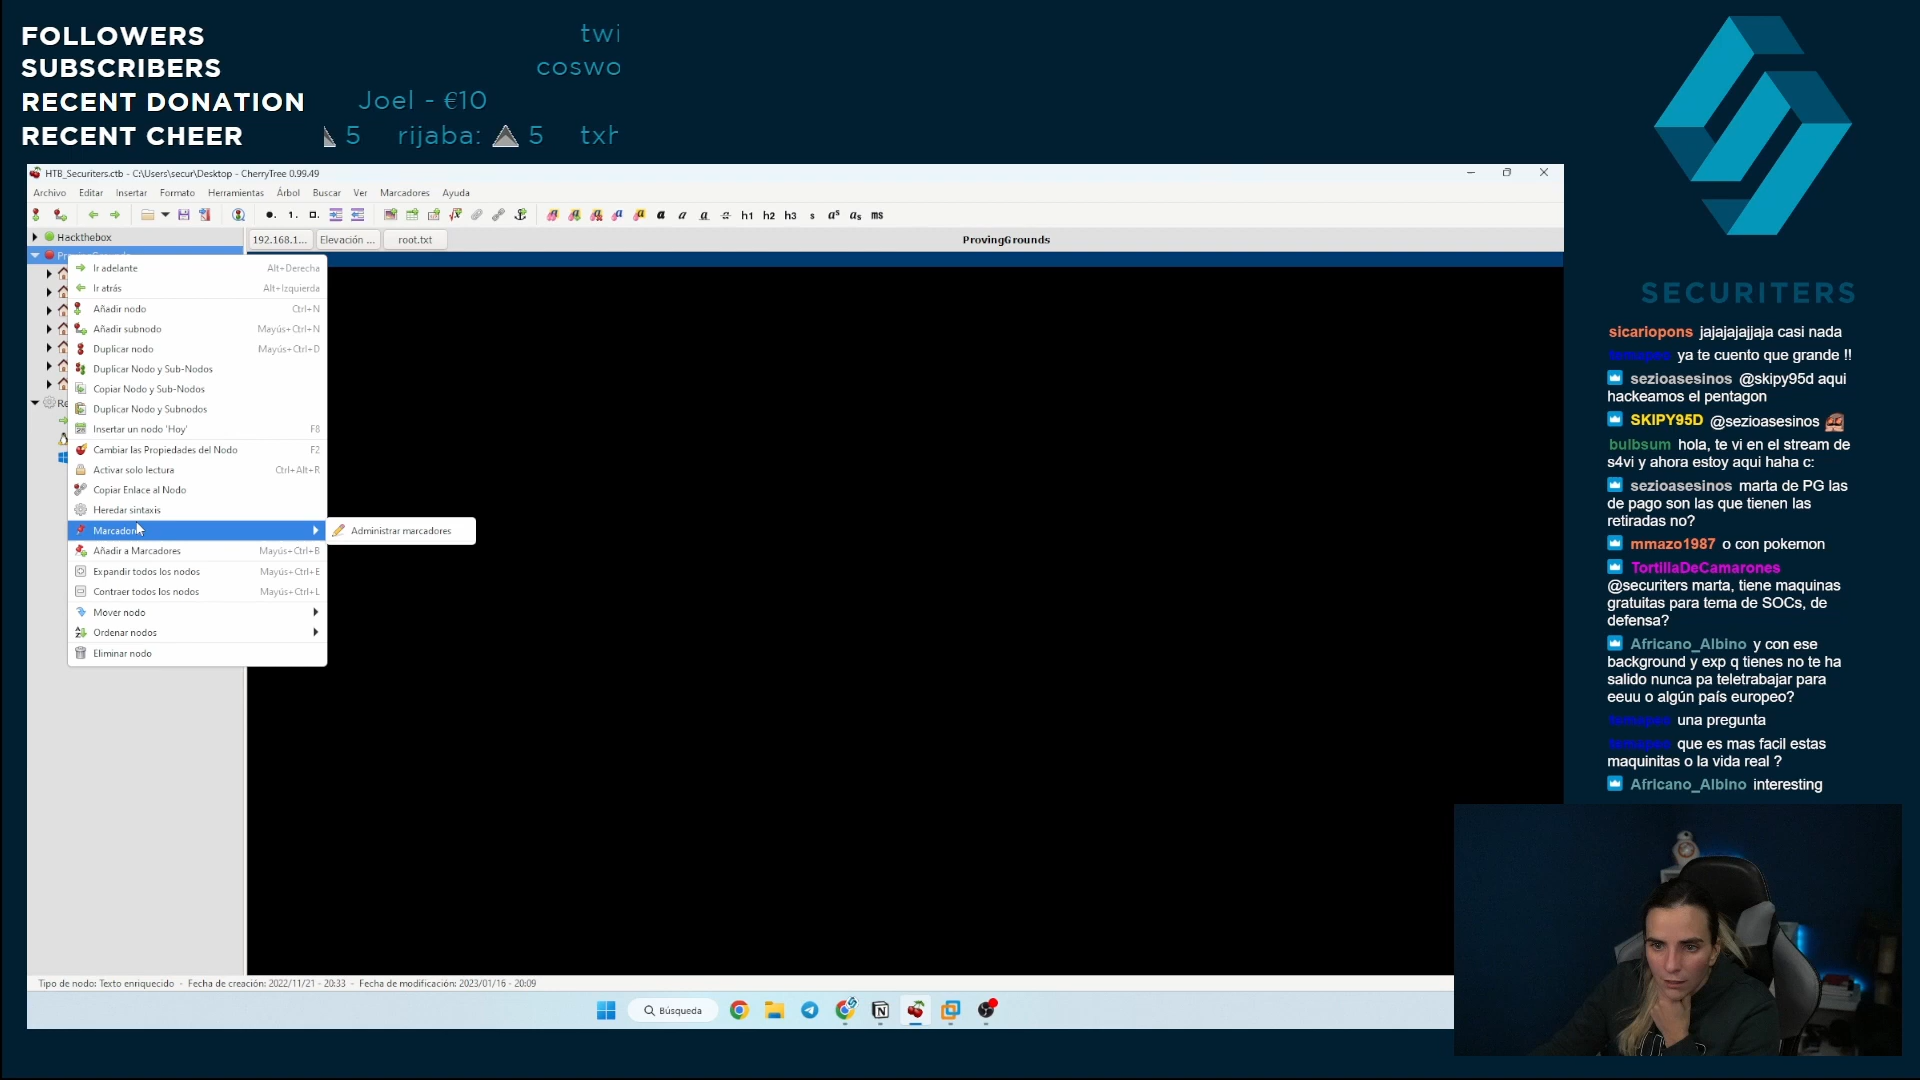 FOLLOWERS
twi
SUBSCRIBERS
coswo
RECENT DONATION
Joel - €10
RECENT CHEER
5 rijaba: 5 txh
HTB_Securiters.ctb - C:\Users\secur\Desktop - CherryTree 0.99.49
Archivo Editar Insertar Formato Herramientas Árbol Buscar Ver Marcadores Ayuda
1. h1 h2 h3 s a^s a_s ms
Hackthebox
192.168.1... Elevación ... root.txt
ProvingGrounds
Ir adelante Alt+Derecha
Ir atrás Alt+Izquierda
Añadir nodo Ctrl+N
Añadir subnodo Mayús+Ctrl+N
Duplicar nodo Mayús+Ctrl+D
Duplicar Nodo y Sub-Nodos
Copiar Nodo y Sub-Nodos
Duplicar Nodo y Subnodos
Insertar un nodo 'Hoy' F8
Cambiar las Propiedades del Nodo F2
Activar solo lectura Ctrl+Alt+R
Copiar Enlace al Nodo
Heredar sintaxis
Marcadores
Administrar marcadores
Añadir a Marcadores Mayús+Ctrl+B
Expandir todos los nodos Mayús+Ctrl+E
Contraer todos los nodos Mayús+Ctrl+L
Mover nodo
Ordenar nodos
Eliminar nodo
Re
Tipo de nodo: Texto enriquecido - Fecha de creación: 2022/11/21 - 20:33 - Fecha de modificación: 2023/01/16 - 20:09
Búsqueda
SECURITERS
sicariopons jajajajajjaja casi nada
ya te cuento que grande !!
sezioasesinos @skipy95d aqui
hackeamos el pentagon
SKIPY95D @sezioasesinos
bulbsum hola, te vi en el stream de
s4vi y ahora estoy aqui haha c:
sezioasesinos marta de PG las
de pago son las que tienen las
retiradas no?
mmazo1987 o con pokemon
TortillaDeCamarones
@securiters marta, tiene maquinas
gratuitas para tema de SOCs, de
defensa?
Africano_Albino y con ese
background y exp q tienes no te ha
salido nunca pa teletrabajar para
eeuu o algún país europeo?
una pregunta
que es mas facil estas
maquinitas o la vida real ?
Africano_Albino interesting